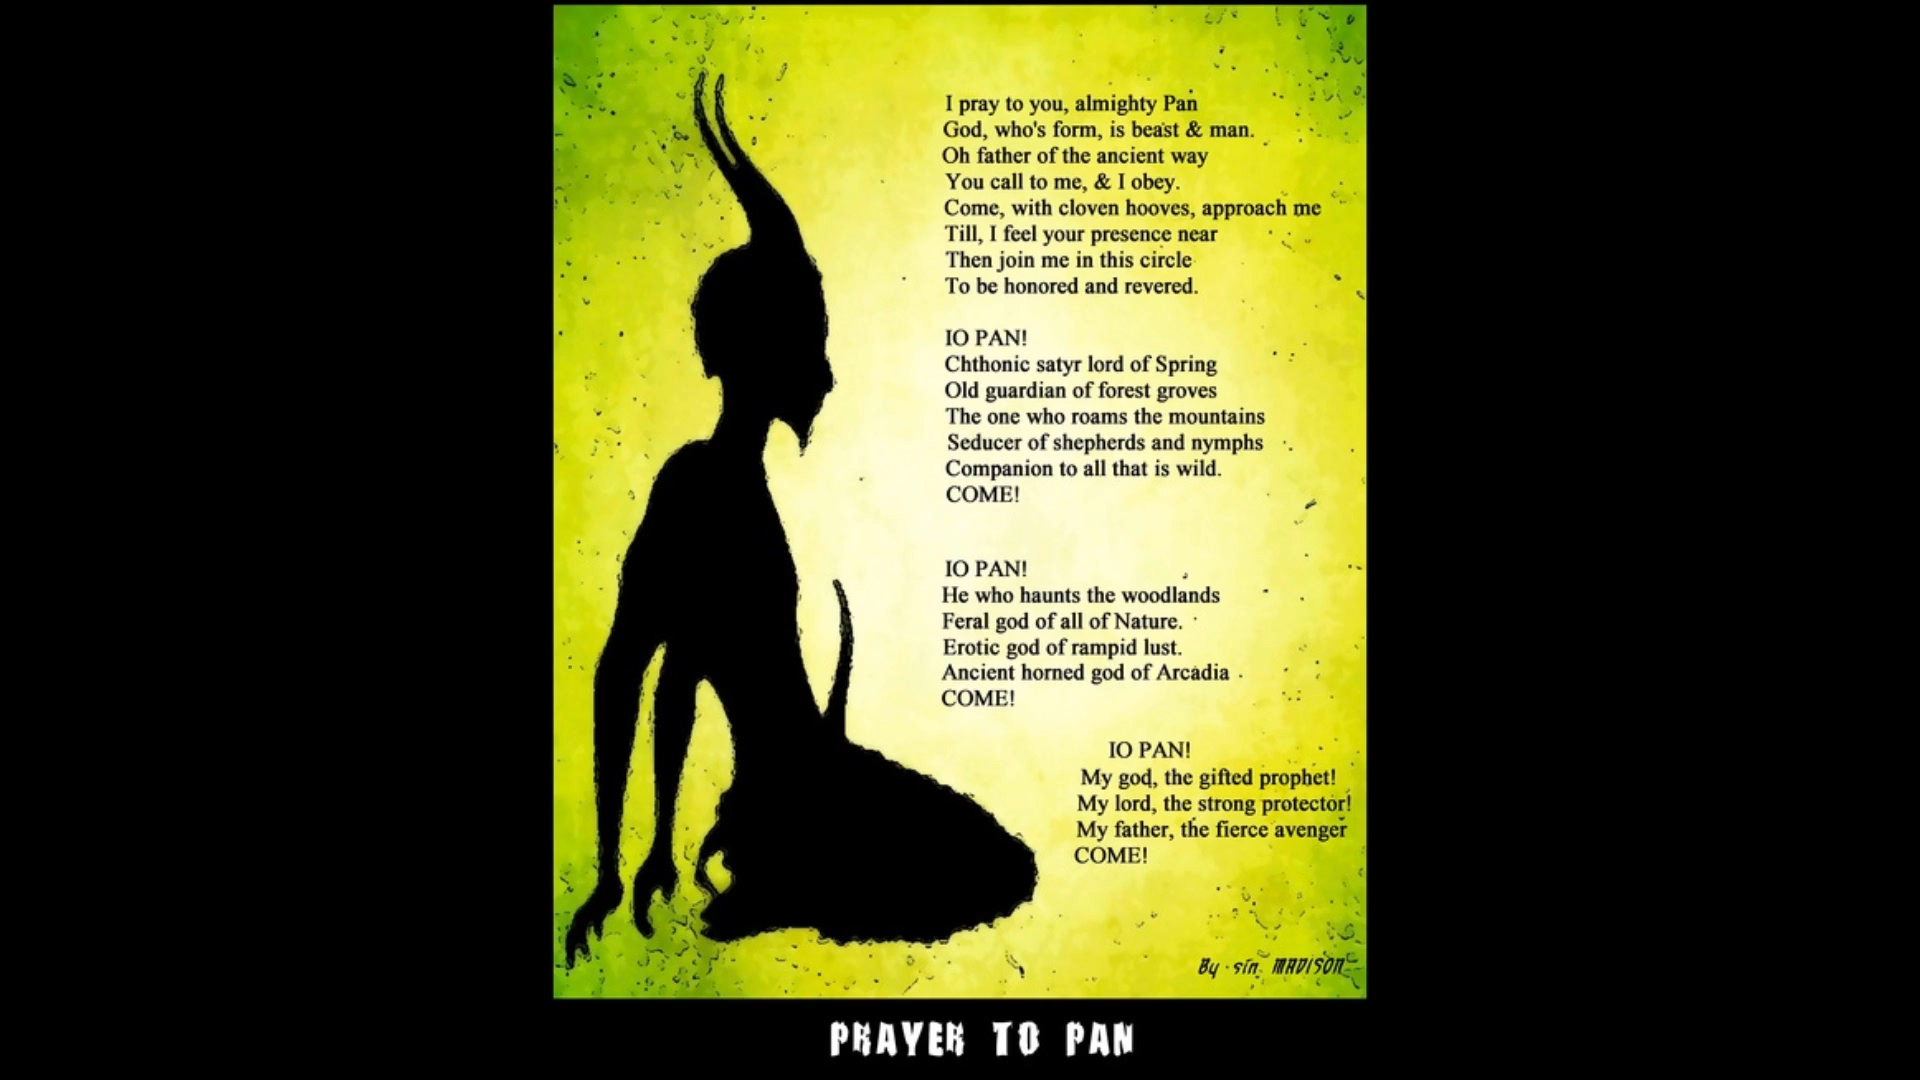 I pray to you, almighty Pan
God, who's form, is beast & man.
Oh father of the ancient way
You call to me, & I obey.
Come, with cloven hooves, approach me
Till, I feel your presence near
Then join me in this circle
To be honored and revered.
IO PAN!
Chthonic satyr lord of Spring
Old guardian of forest groves
The one who roams the mountains
Seducer of shepherds and nymphs
Companion to all that is wild.
COME!
IO PAN!
He who haunts the woodlands
Feral god of all of Nature.
Erotic god of rampid lust.
Ancient horned god of Arcadia
COME!
IO PAN!
My god, the gifted prophet!
My lord, the strong protector!
My father, the fierce avenger
COME!
By sin MADISON
PRAYER TO PAN